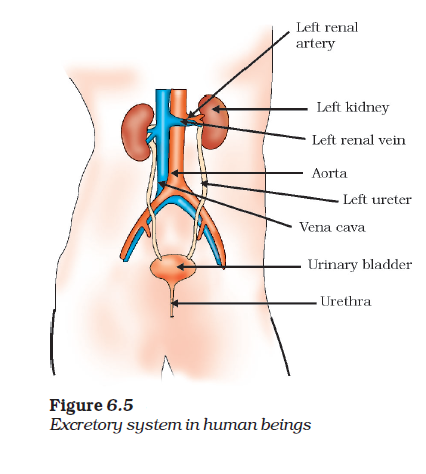 Left renal
artery
Left kidney
Left renal vein
Aorta
Left ureter
Vena cava
Urinary bladder
Urethra
Figure 6.5
Excretory system in human beings